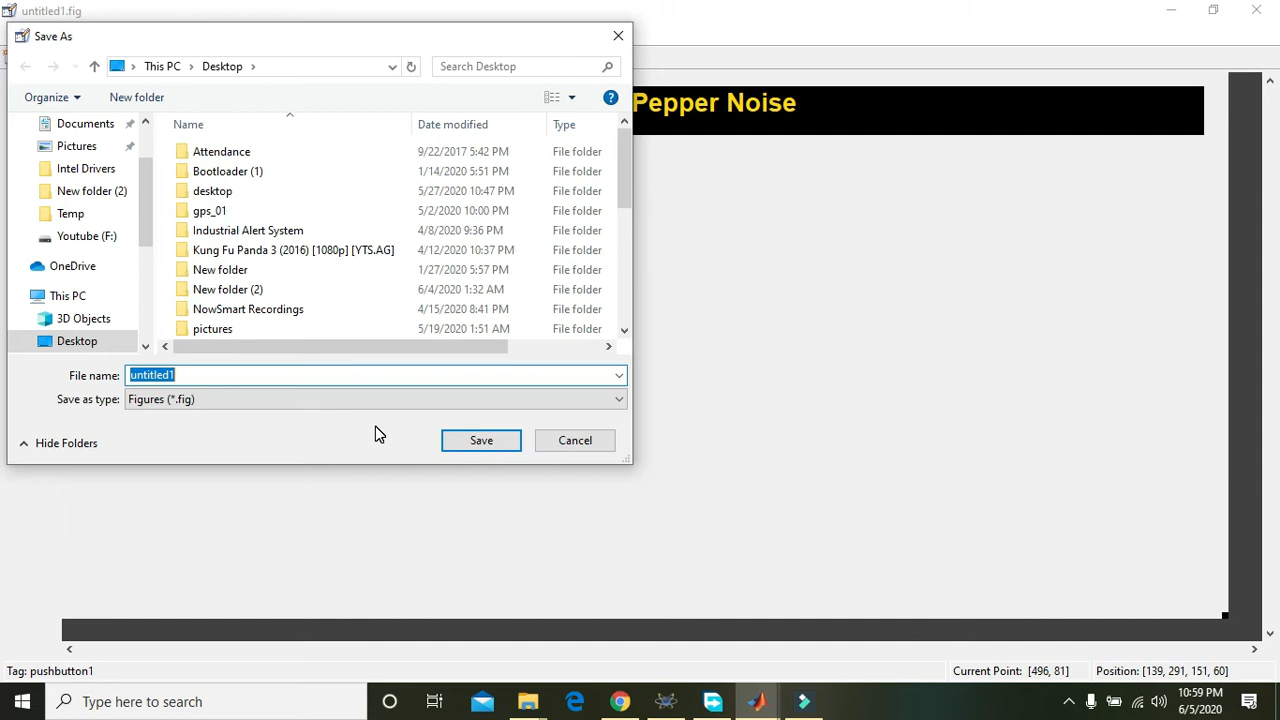 untitled1.fig
Save As
This PC > Desktop >
Search Desktop
Organize
New folder
Name Date modified Type
Documents
Pictures
Intel Drivers
New folder (2)
Temp
Youtube (F:)
OneDrive
This PC
3D Objects
Desktop
Attendance 9/22/2017 5:42 PM File folder
Bootloader (1) 1/14/2020 5:51 PM File folder
desktop 5/27/2020 10:47 PM File folder
gps_01 5/2/2020 10:00 PM File folder
Industrial Alert System 4/8/2020 9:36 PM File folder
Kung Fu Panda 3 (2016) [1080p] [YTS.AG] 4/12/2020 10:37 PM File folder
New folder 1/27/2020 5:57 PM File folder
New folder (2) 6/4/2020 1:32 AM File folder
NowSmart Recordings 4/15/2020 8:41 PM File folder
pictures 5/19/2020 1:51 AM File folder
File name: untitled1
Save as type: Figures (*.fig)
Hide Folders
Save
Cancel
Pepper Noise
Tag: pushbutton1
Current Point: [496, 81]
Position: [139, 291, 151, 60]
Type here to search
10:59 PM
6/5/2020